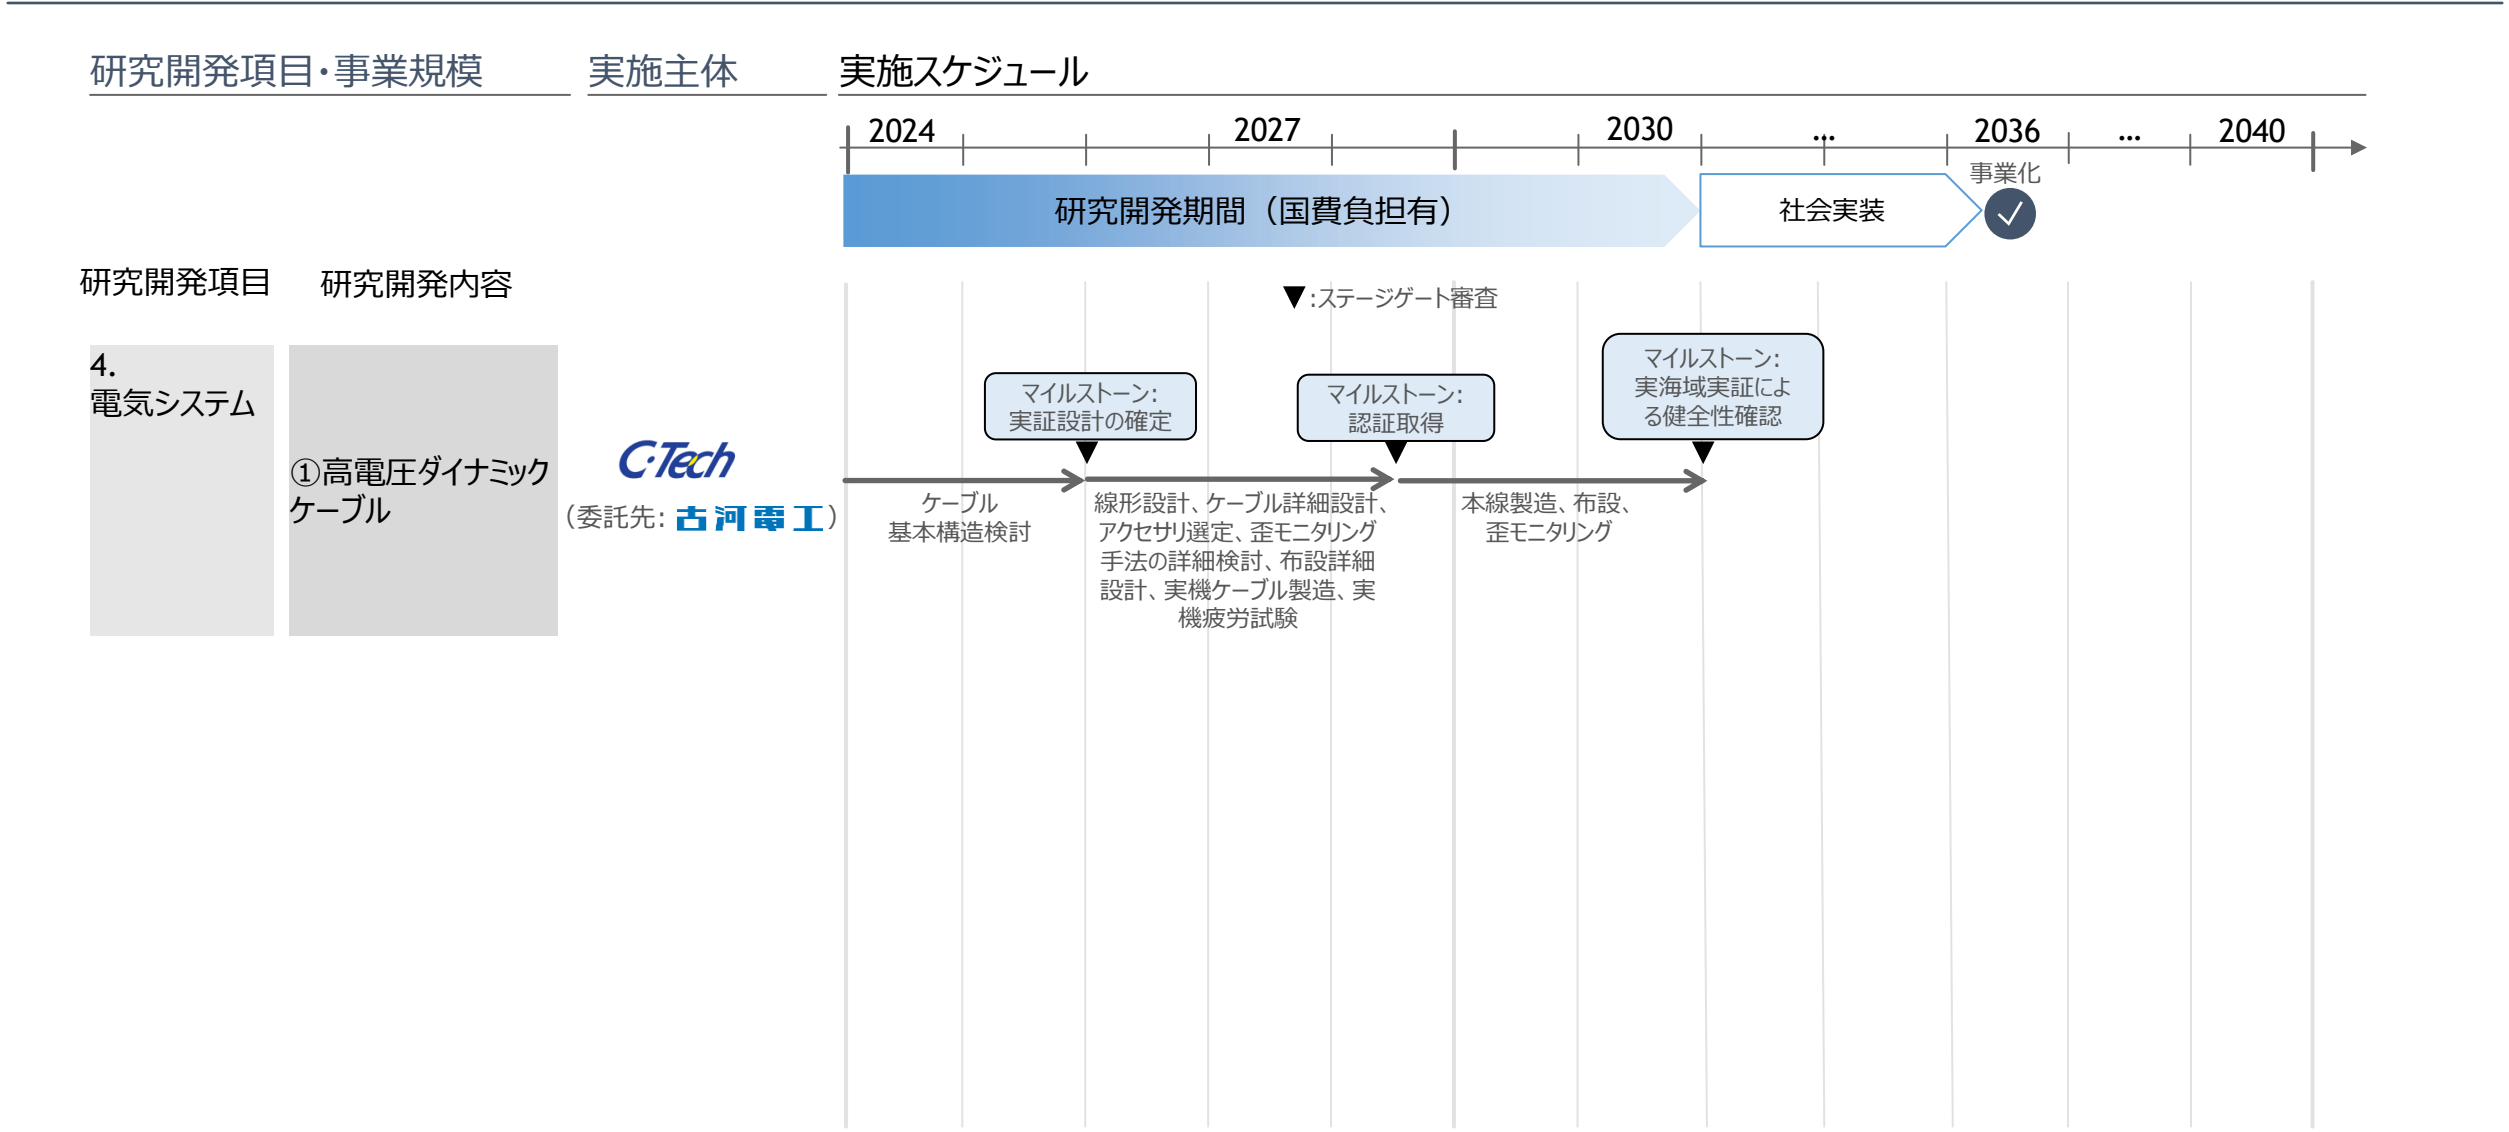 研究開発項目・事業規模
実施主体
実施スケジュール
2024
2027
2030
…
2036
…
2040
事業化
研究開発期間（国費負担有）
社会実装
研究開発項目
研究開発内容
▼:ステージゲート審査
4.
電気システム
①高電圧ダイナミック
ケーブル
C-Tech
（委託先: 古河電工）
マイルストーン:
実証設計の確定
マイルストーン:
認証取得
マイルストーン:
実海域実証によ
る健全性確認
ケーブル
基本構造検討
線形設計、ケーブル詳細設計、
アクセサリ選定、歪モニタリング
手法の詳細検討、布設詳細
設計、実機ケーブル製造、実
機疲労試験
本線製造、布設、
歪モニタリング